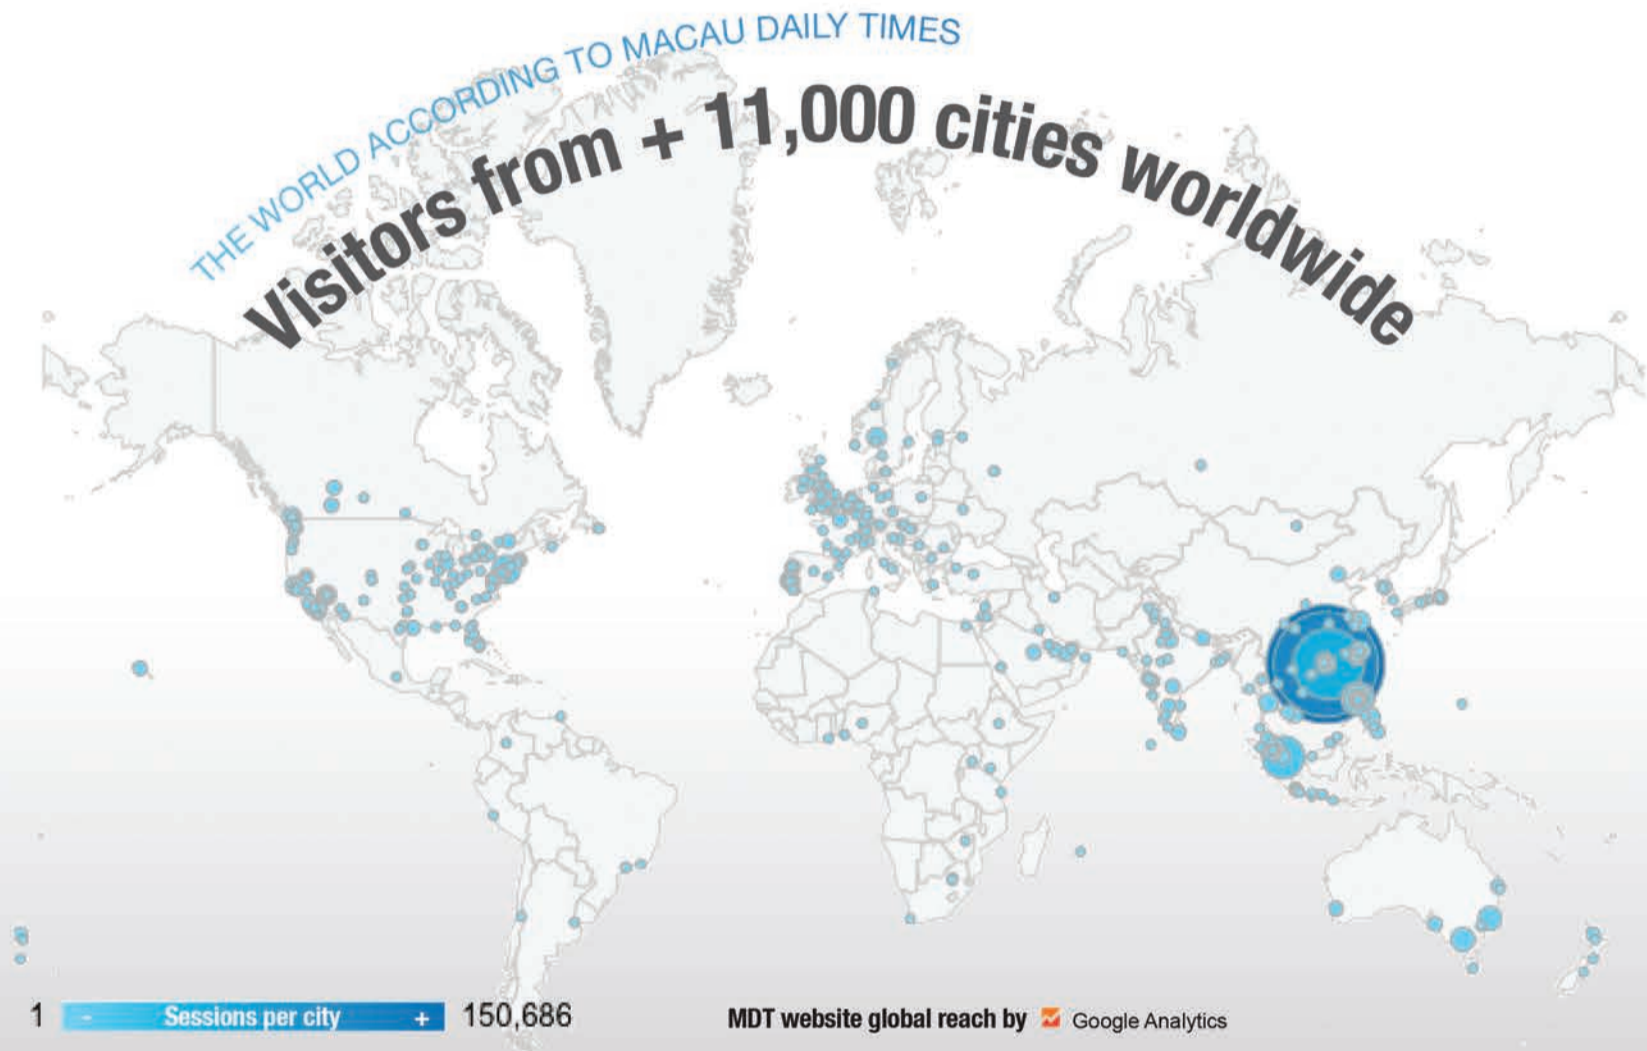 THE WORLD ACCORDING TO MACAU DAILY TIMES
Visitors from + 11,000 cities worldwide
1 - Sessions per city + 150,686
MDT website global reach by Google Analytics